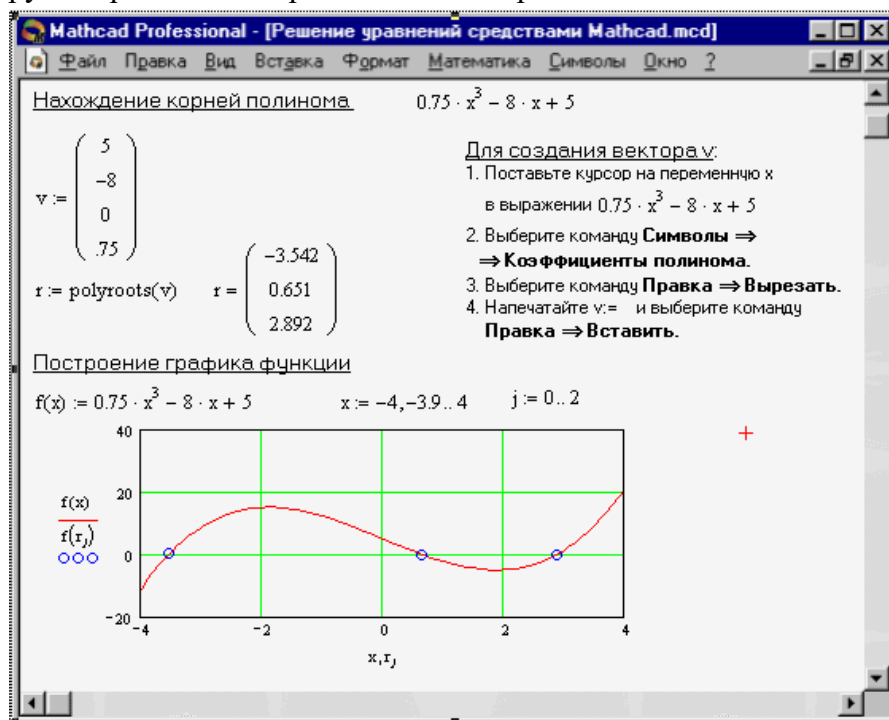 Mathcad Professional - [Решение уравнений средствами Mathcad.mcd]
Файл Правка Вид Вставка Формат Математика Символы Окно ?
Нахождение корней полинома 0.75 · x³ − 8 · x + 5
v := ( 5 −8 0 .75 )
r := polyroots(v) r = ( −3.542 0.651 2.892 )
Для создания вектора v:
1. Поставьте курсор на переменную x
в выражении 0.75 · x³ − 8 · x + 5
2. Выберите команду Символы ⇒
⇒ Коэффициенты полинома.
3. Выберите команду Правка ⇒ Вырезать.
4. Напечатайте v:= и выберите команду
Правка ⇒ Вставить.
Построение графика функции
f(x) := 0.75 · x³ − 8 · x + 5 x := −4,−3.9.. 4 j := 0.. 2
40
20
0
−20
f(x)
f(rⱼ)
−4 −2 0 2 4
x,rⱼ